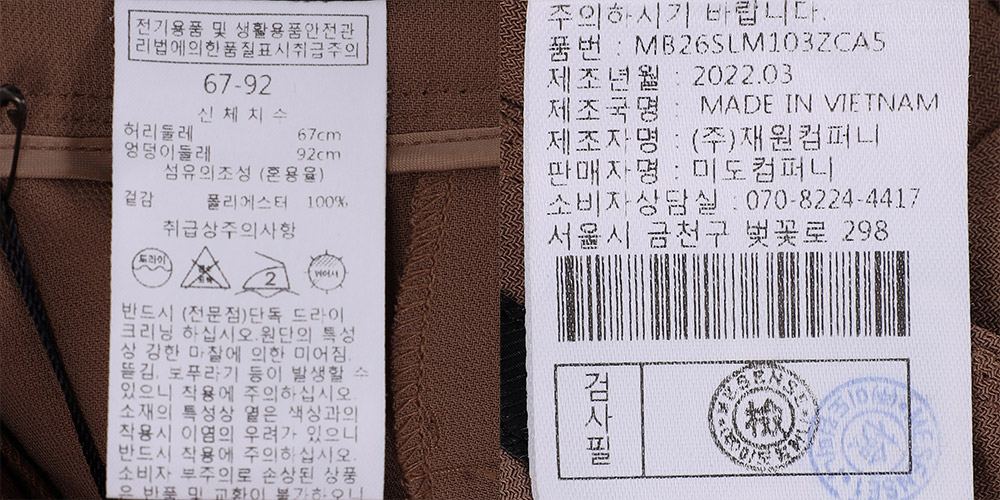 전기용품 및 생활용품안전관
리법에의한품질표시취급주의
67-92
신 체 치 수
허리둘레 67cm
엉덩이둘레 92cm
섬유의조성 (혼용율)
겉감 폴리에스터 100%
취급상주의사항
드라이
2
반드시 (전문점)단독 드라이
크리닝 하십시오.원단의 특성
상 강한 마찰에 의한 미어짐,
뜯김, 보푸라기 등이 발생할 수
있으니 착용에 주의하십시오.
소재의 특성상 옅은 색상과의
착용시 이염의 우려가 있으니
반드시 착용에 주의하십시오.
소비자 부주의로 손상된 상품
은 반품 및 교환이 불가하오니
주의하시기 바랍니다.
품번 : MB26SLM103ZCA5
제조년월 : 2022.03
제조국명 : MADE IN VIETNAM
제조자명 : (주)재원컴퍼니
판매자명 : 미도컴퍼니
소비자상담실 : 070-8224-4417
서울시 금천구 벚꽃로 298
검사필